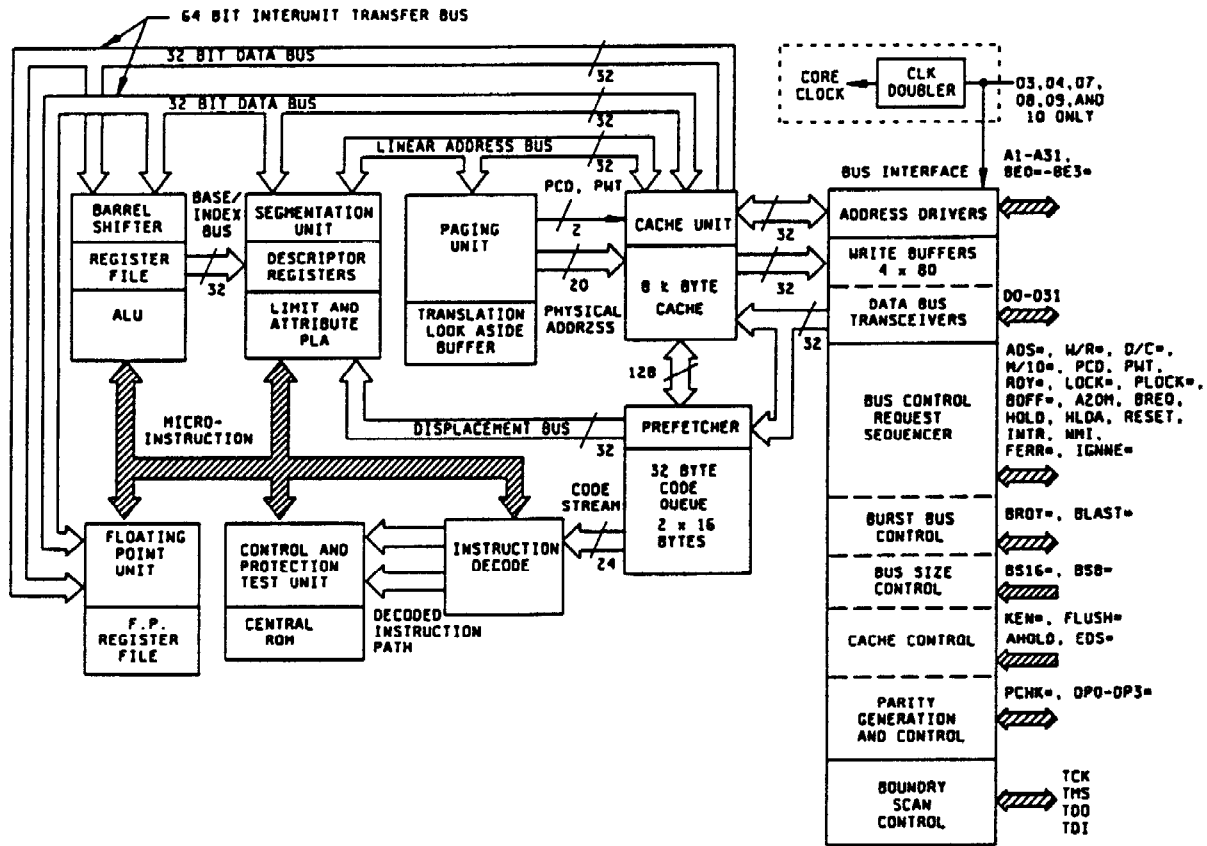 64 BIT INTERUNIT TRANSFER BUS
32 BIT DATA BUS
32
32 BIT DATA BUS
32
LINEAR ADDRESS BUS
32
CORE
CLOCK
CLK
DOUBLER
03,04,07,
08,09,AND
10 ONLY
BARREL
SHIFTER
REGISTER
FILE
ALU
BASE/
INDEX
BUS
32
SEGMENTATION
UNIT
DESCRIPTOR
REGISTERS
LIMIT AND
ATTRIBUTE
PLA
PAGING
UNIT
TRANSLATION
LOOK ASIDE
BUFFER
PCD, PWT
2
20
PHYSICAL
ADDRESS
CACHE UNIT
8 k BYTE
CACHE
32
32
32
128
BUS INTERFACE
A1-A31,
BE0=-BE3=
ADDRESS DRIVERS
WRITE BUFFERS
4 x 80
DATA BUS
TRANSCEIVERS
D0-D31
BUS CONTROL
REQUEST
SEQUENCER
ADS=, W/R=, D/C=,
M/IO=, PCD, PWT,
RDY=, LOCK=, PLOCK=,
BOFF=, A20M, BREQ,
HOLD, HLDA, RESET,
INTR, NMI,
FERR=, IGNNE=
BURST BUS
CONTROL
BRDY=, BLAST=
BUS SIZE
CONTROL
BS16=, BS8=
CACHE CONTROL
KEN=, FLUSH=
AHOLD, EDS=
PARITY
GENERATION
AND CONTROL
PCHK=, DP0-DP3=
BOUNDRY
SCAN
CONTROL
TCK
TMS
TDO
TDI
MICRO-
INSTRUCTION
DISPLACEMENT BUS
32
PREFETCHER
32 BYTE
CODE
QUEUE
2 x 16
BYTES
CODE
STREAM
24
FLOATING
POINT
UNIT
F.P.
REGISTER
FILE
CONTROL AND
PROTECTION
TEST UNIT
CENTRAL
ROM
INSTRUCTION
DECODE
DECODED
INSTRUCTION
PATH